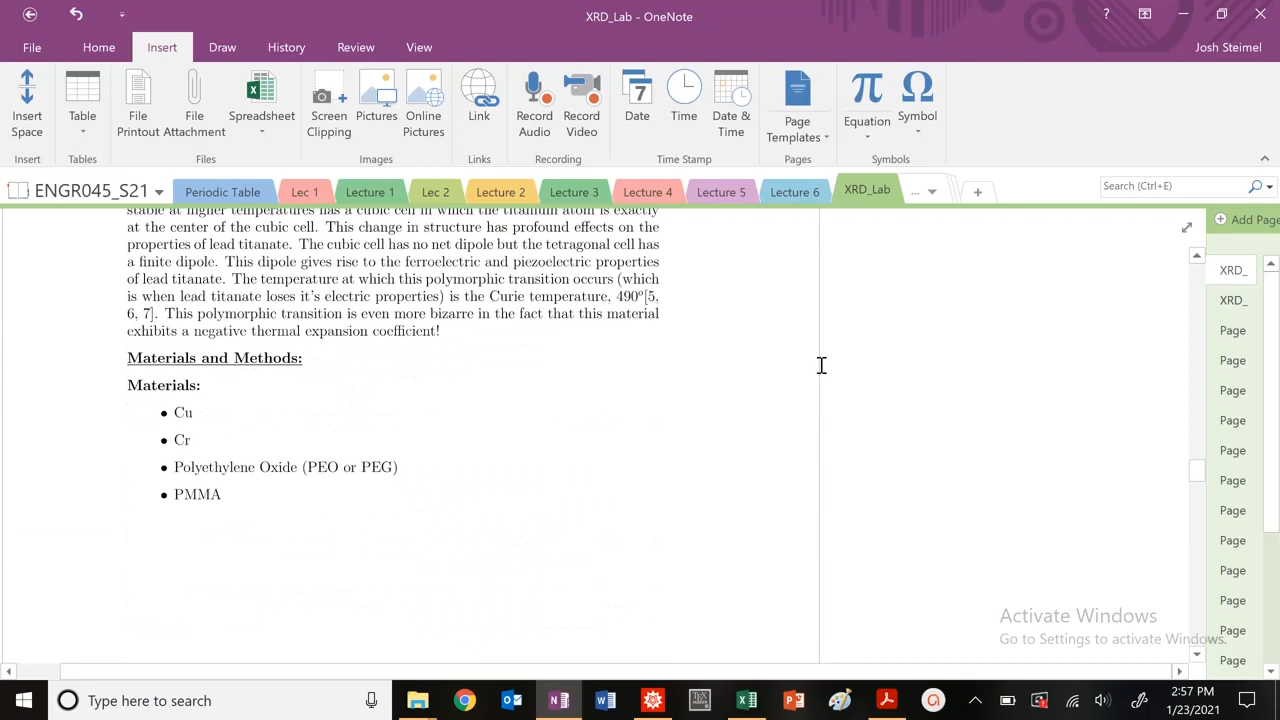 XRD_Lab - OneNote
?
File
Home
Insert
Draw
History
Review
View
Josh Steimel
Insert Space
Table
File Printout
File Attachment
Spreadsheet
Screen Clipping
Pictures
Online Pictures
Link
Record Audio
Record Video
7
Date
Time
Date & Time
Page Templates
π
Equation
Ω
Symbol
Insert
Tables
Files
Images
Links
Recording
Time Stamp
Pages
Symbols
ENGR045_S21
Periodic Table
Lec 1
Lecture 1
Lec 2
Lecture 2
Lecture 3
Lecture 4
Lecture 5
Lecture 6
XRD_Lab
...
+
Search (Ctrl+E)
Add Page
stable at higher temperatures has a cubic cell in which the titanium atom is exactly
at the center of the cubic cell. This change in structure has profound effects on the
properties of lead titanate. The cubic cell has no net dipole but the tetragonal cell has
a finite dipole. This dipole gives rise to the ferroelectric and piezoelectric properties
of lead titanate. The temperature at which this polymorphic transition occurs (which
is when lead titanate loses it's electric properties) is the Curie temperature, 490°[5,
6, 7]. This polymorphic transition is even more bizarre in the fact that this material
exhibits a negative thermal expansion coefficient!
Materials and Methods:
Materials:
• Cu
• Cr
• Polyethylene Oxide (PEO or PEG)
• PMMA
XRD_
XRD_
Page
Page
Page
Page
Page
Page
Page
Page
Page
Page
Page
Page
Activate Windows
Go to Settings to activate Windows.
Type here to search
2:57 PM
1/23/2021